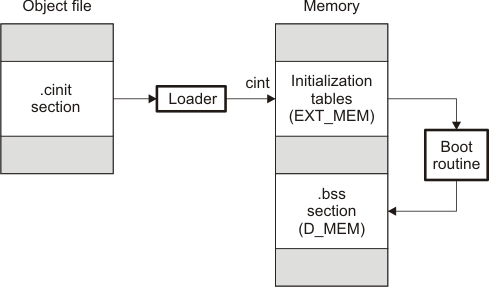 Object file
Memory
.cinit
section
Loader
cint
Initialization
tables
(EXT_MEM)
Boot
routine
.bss
section
(D_MEM)